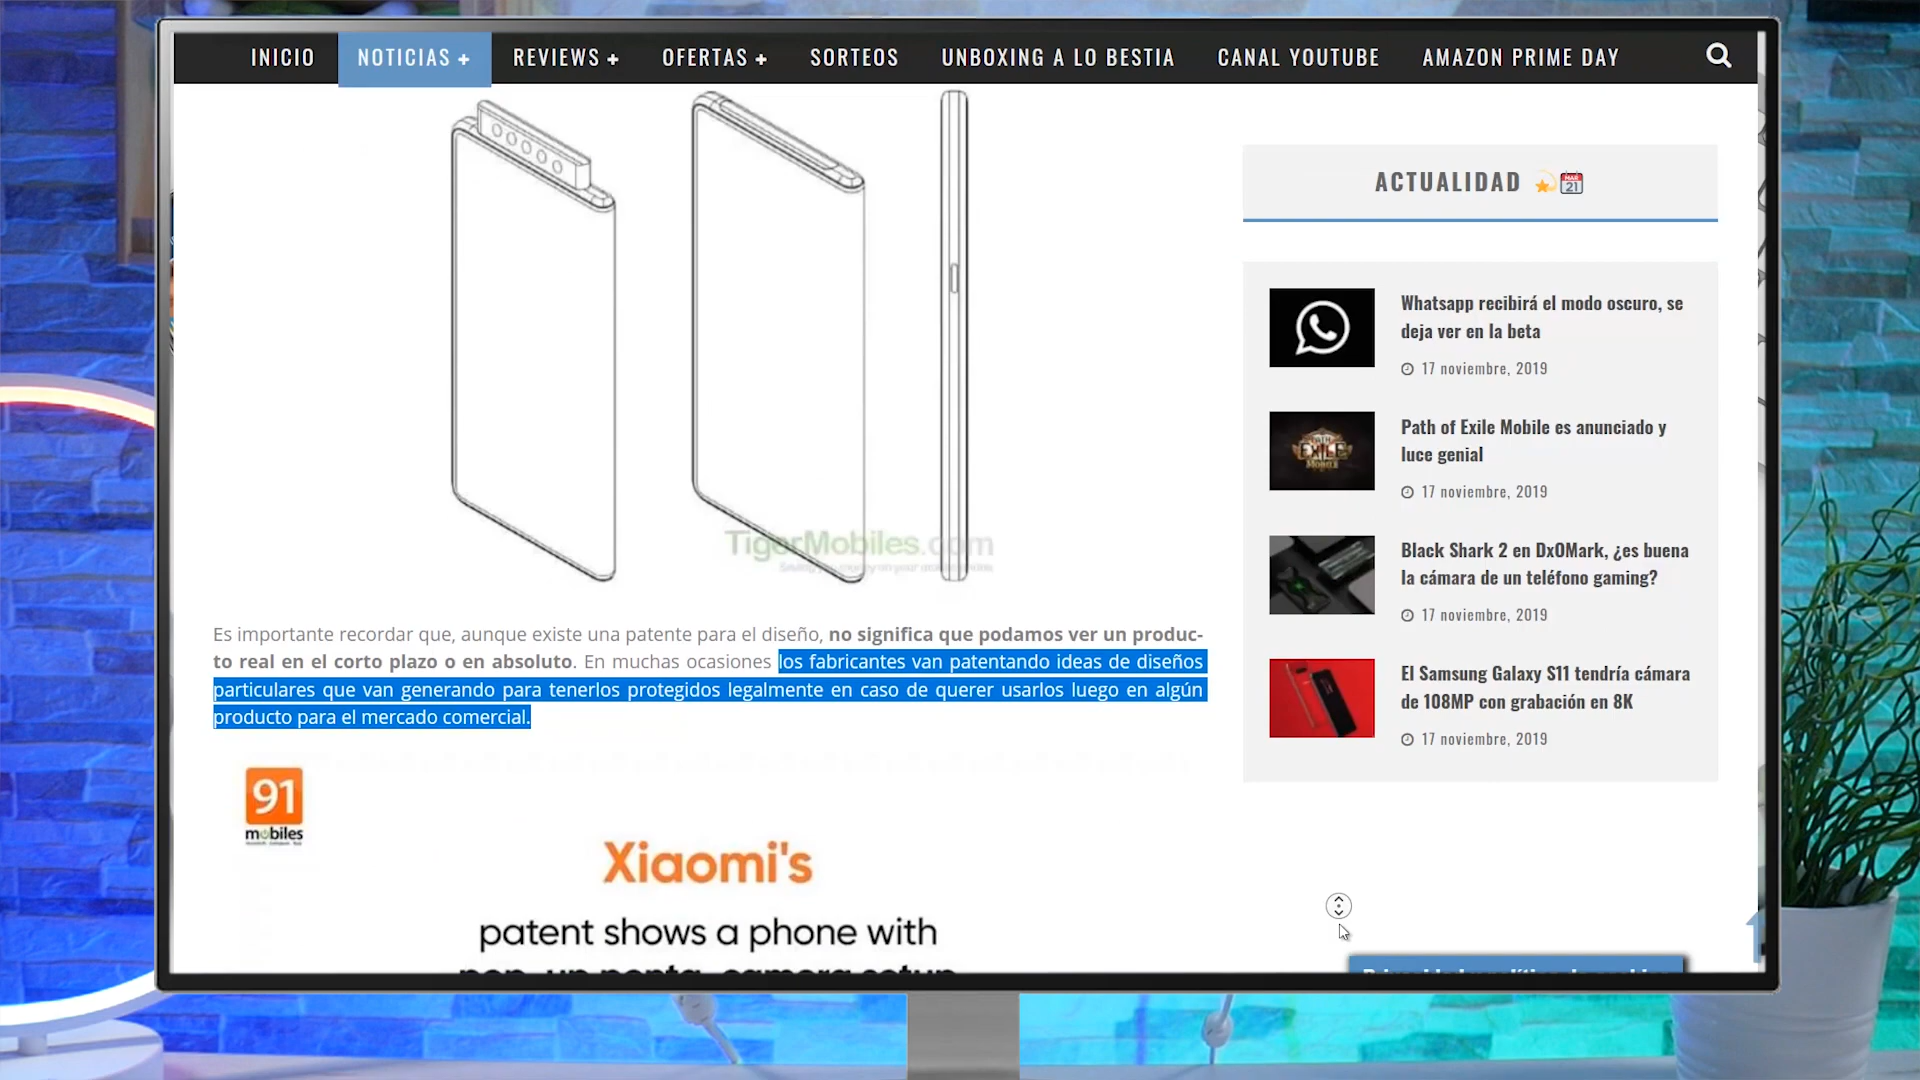 INICIO
NOTICIAS +
REVIEWS +
OFERTAS +
SORTEOS
UNBOXING A LO BESTIA
CANAL YOUTUBE
AMAZON PRIME DAY
TigerMobiles.com
Es importante recordar que, aunque existe una patente para el diseño, no significa que podamos ver un produc-
to real en el corto plazo o en absoluto. En muchas ocasiones los fabricantes van patentando ideas de diseños
particulares que van generando para tenerlos protegidos legalmente en caso de querer usarlos luego en algún
producto para el mercado comercial.
91
mobiles
Xiaomi's
patent shows a phone with
ACTUALIDAD
MAR
21
Whatsapp recibirá el modo oscuro, se
deja ver en la beta
17 noviembre, 2019
PATH OF
EXILE
MOBILE
Path of Exile Mobile es anunciado y
luce genial
17 noviembre, 2019
Black Shark 2 en DxOMark, ¿es buena
la cámara de un teléfono gaming?
17 noviembre, 2019
El Samsung Galaxy S11 tendría cámara
de 108MP con grabación en 8K
17 noviembre, 2019